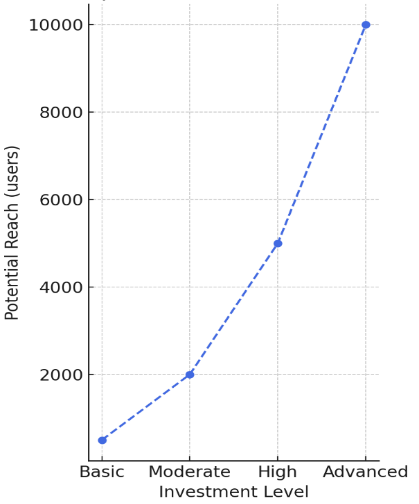 10000
8000
6000
4000
2000
Potential Reach (users)
Basic Moderate High Advanced
Investment Level